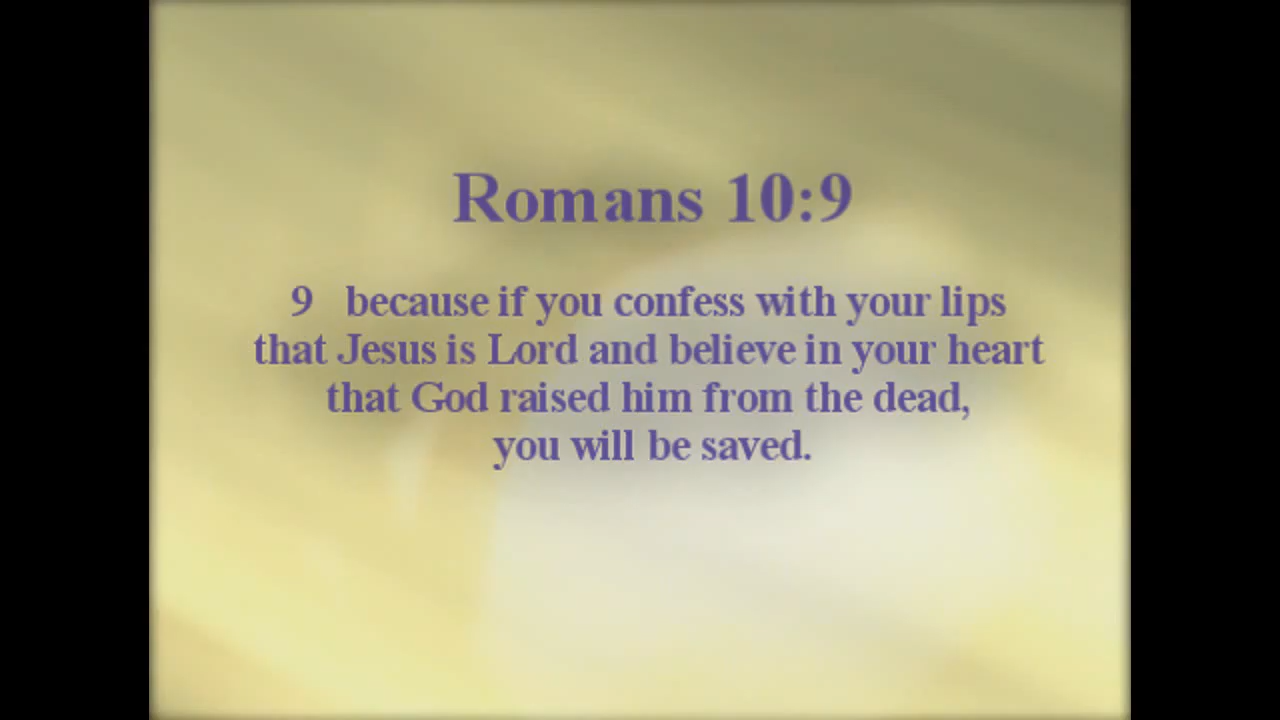 Romans 10:9
9 because if you confess with your lips
that Jesus is Lord and believe in your heart
that God raised him from the dead,
you will be saved.